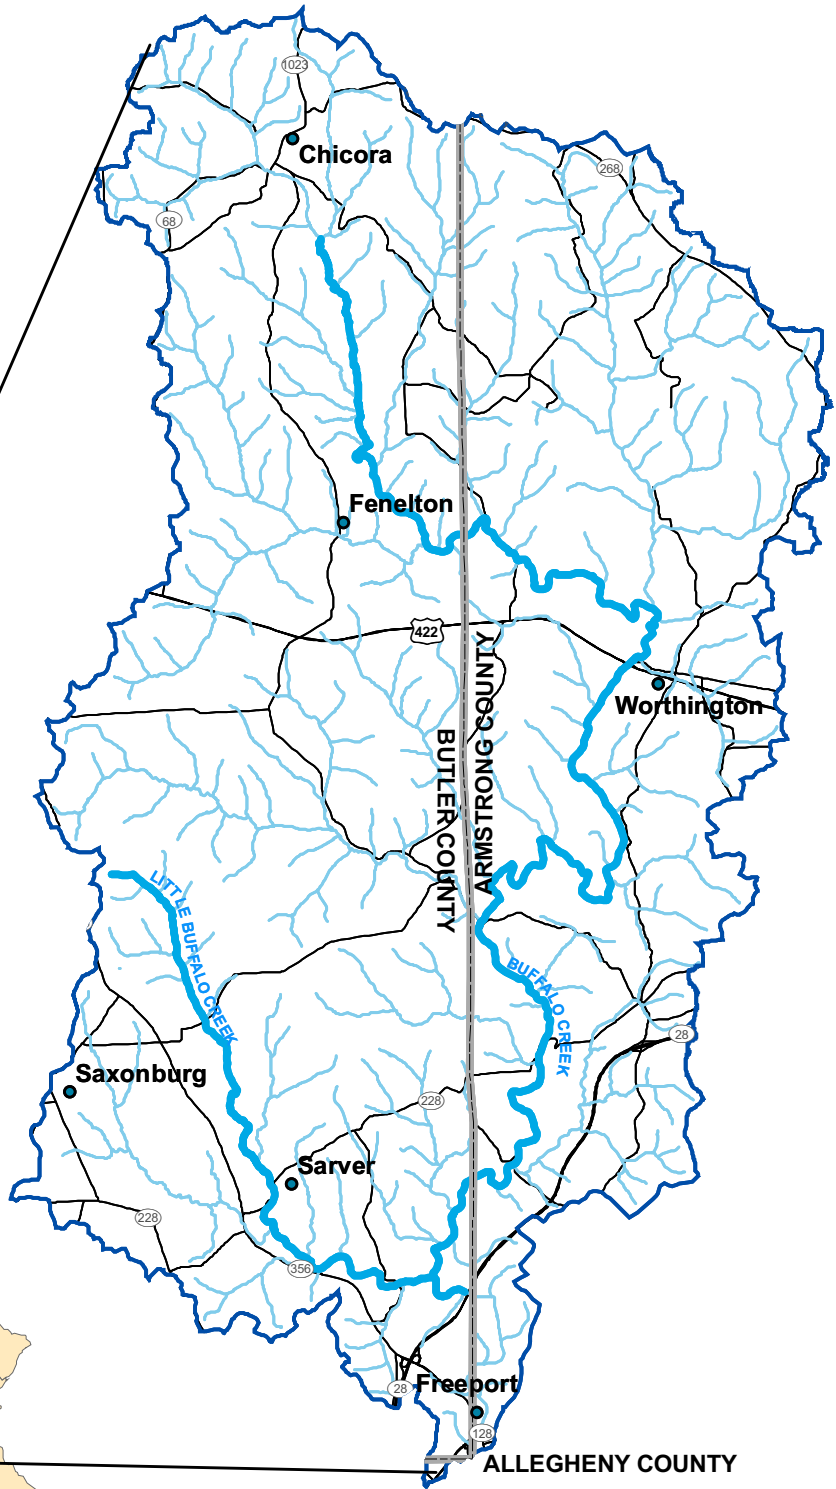 1023
Chicora
268
68
Fenelton
422
Worthington
ARMSTRONG COUNTY
BUTLER COUNTY
LITTLE BUFFALO CREEK
BUFFALO CREEK
28
Saxonburg
228
Sarver
228
356
28
Freeport
128
ALLEGHENY COUNTY